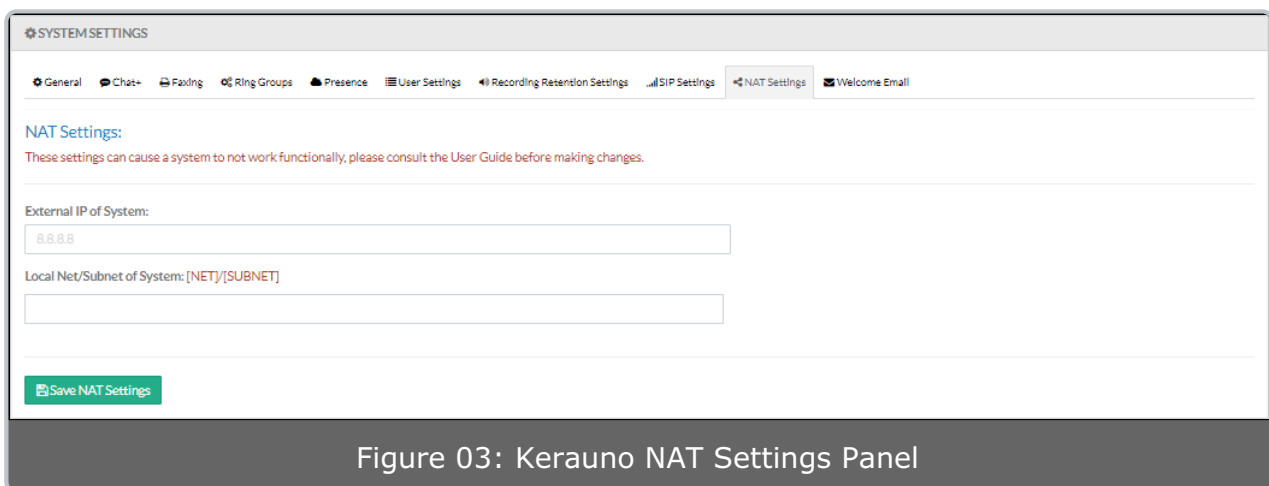 SYSTEM SETTINGS
General Chat+ Faxing Ring Groups Presence User Settings Recording Retention Settings SIP Settings NAT Settings Welcome Email
NAT Settings:
These settings can cause a system to not work functionally, please consult the User Guide before making changes.
External IP of System:
8.8.8.8
Local Net/Subnet of System: [NET]/[SUBNET]
Save NAT Settings
Figure 03: Kerauno NAT Settings Panel